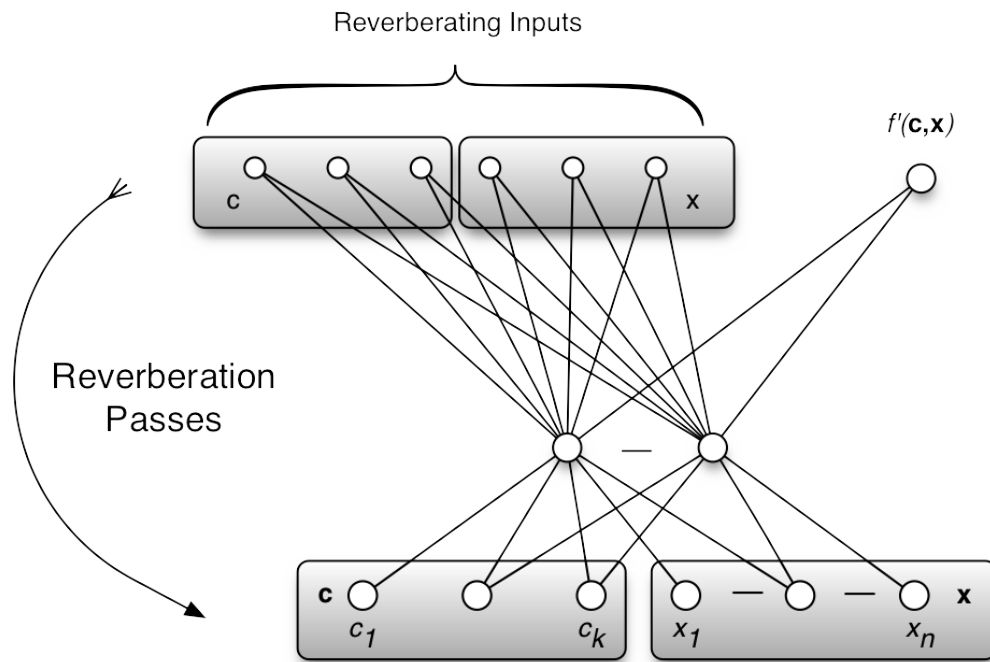 Reverberating Inputs
f'(c,x)
c
x
Reverberation
Passes
—
c — — x
c1 ck x1 xn